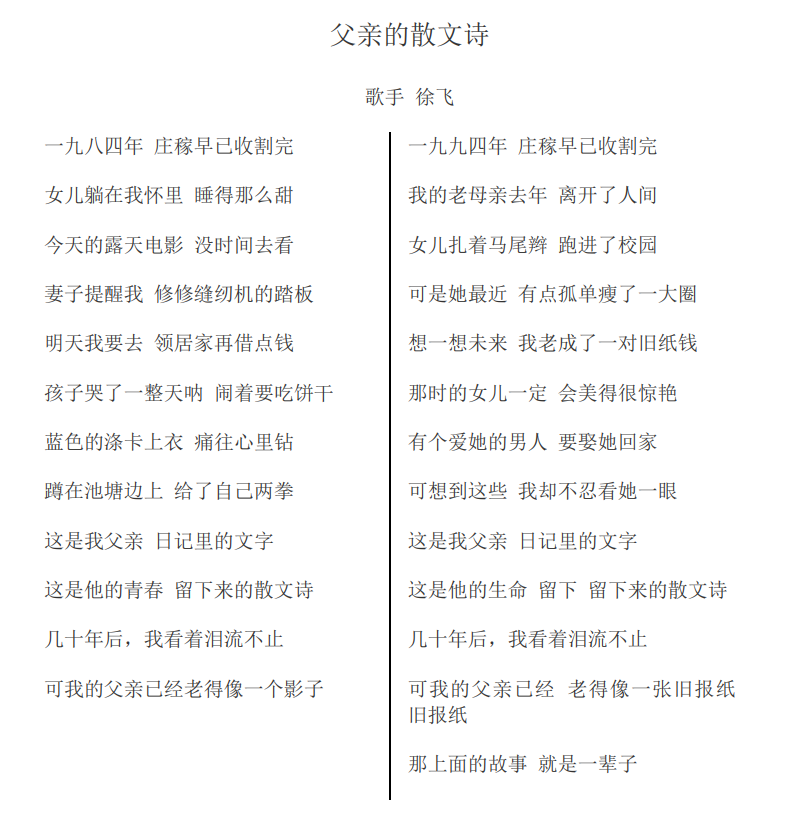 父亲的散文诗
歌手 徐飞
一九八四年 庄稼早已收割完
女儿躺在我怀里 睡得那么甜
今天的露天电影 没时间去看
妻子提醒我 修修缝纫机的踏板
明天我要去 领居家再借点钱
孩子哭了一整天呐 闹着要吃饼干
蓝色的涤卡上衣 痛往心里钻
蹲在池塘边上 给了自己两拳
这是我父亲 日记里的文字
这是他的青春 留下来的散文诗
几十年后，我看着泪流不止
可我的父亲已经老得像一个影子
一九九四年 庄稼早已收割完
我的老母亲去年 离开了人间
女儿扎着马尾辫 跑进了校园
可是她最近 有点孤单瘦了一大圈
想一想未来 我老成了一对旧纸钱
那时的女儿一定 会美得很惊艳
有个爱她的男人 要娶她回家
可想到这些 我却不忍看她一眼
这是我父亲 日记里的文字
这是他的生命 留下 留下来的散文诗
几十年后，我看着泪流不止
可我的父亲已经 老得像一张旧报纸
旧报纸
那上面的故事 就是一辈子